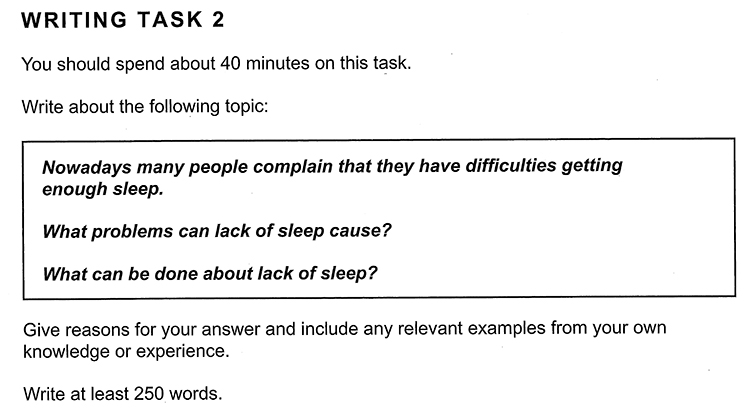 WRITING TASK 2
You should spend about 40 minutes on this task.
Write about the following topic:
Nowadays many people complain that they have difficulties getting
enough sleep.
What problems can lack of sleep cause?
What can be done about lack of sleep?
Give reasons for your answer and include any relevant examples from your own
knowledge or experience.
Write at least 250 words.